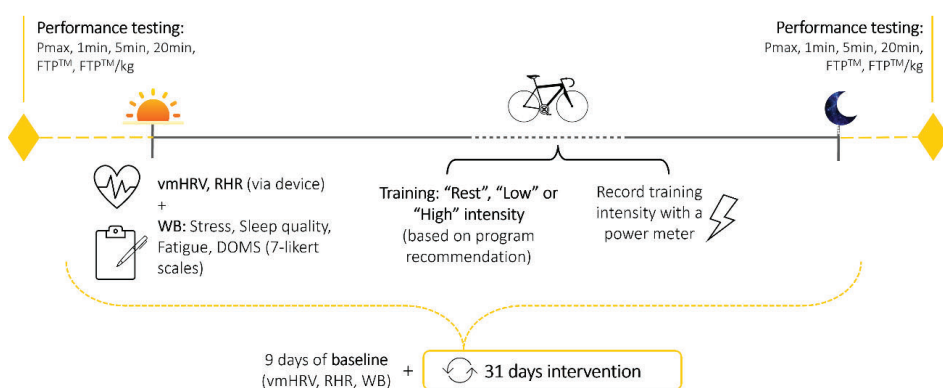 Performance testing:
Pmax, 1min, 5min, 20min,
FTP™, FTP™/kg
Performance testing:
Pmax, 1min, 5min, 20min,
FTP™, FTP™/kg
vmHRV, RHR (via device)
+
WB: Stress, Sleep quality,
Fatigue, DOMS (7-likert
scales)
Training: “Rest”, “Low” or
“High” intensity
(based on program
recommendation)
Record training
intensity with a
power meter
9 days of baseline
(vmHRV, RHR, WB)
+
31 days intervention